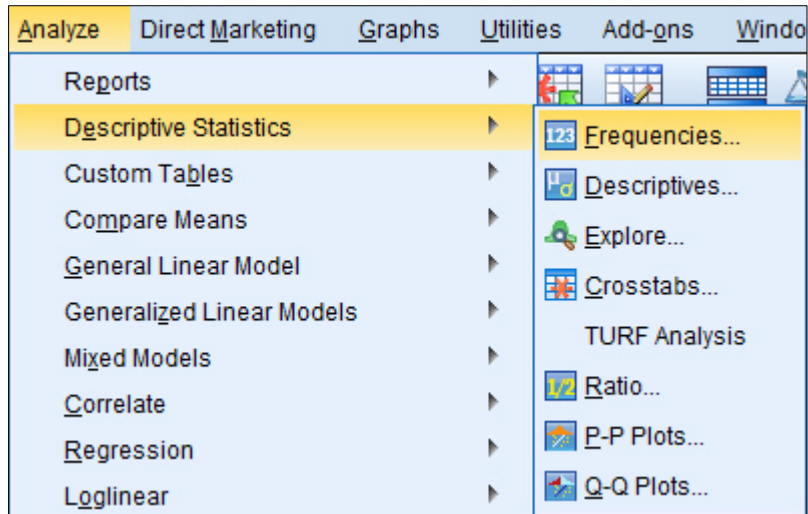 Analyze Direct Marketing Graphs Utilities Add-ons Windo
Reports
Descriptive Statistics
Custom Tables
Compare Means
General Linear Model
Generalized Linear Models
Mixed Models
Correlate
Regression
Loglinear
123 Frequencies...
μσ Descriptives...
Explore...
Crosstabs...
TURF Analysis
1/2 Ratio...
P-P Plots...
Q-Q Plots...